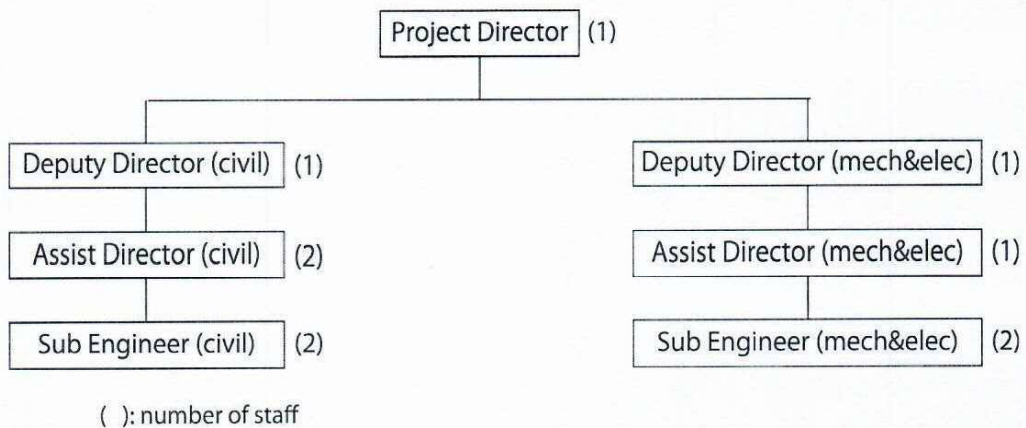 Project Director (1)
Deputy Director (civil) (1)
Deputy Director (mech&elec) (1)
Assist Director (civil) (2)
Assist Director (mech&elec) (1)
Sub Engineer (civil) (2)
Sub Engineer (mech&elec) (2)
( ): number of staff